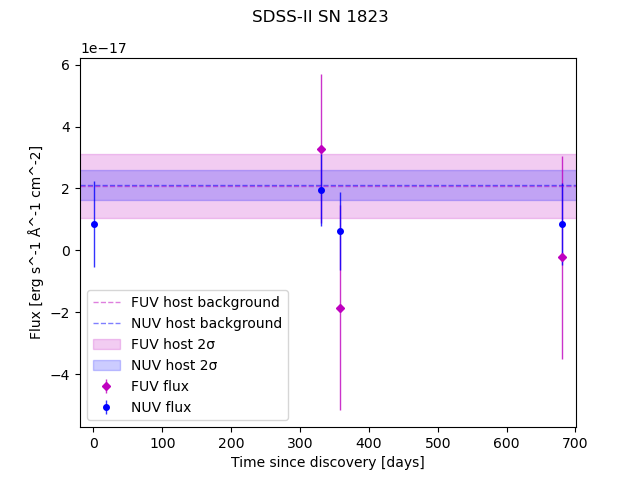 SDSS-II SN 1823
1e−17
6
4
2
0
−2
−4
Flux [erg s^-1 Å^-1 cm^-2]
FUV host background
NUV host background
FUV host 2σ
NUV host 2σ
FUV flux
NUV flux
0 100 200 300 400 500 600 700
Time since discovery [days]